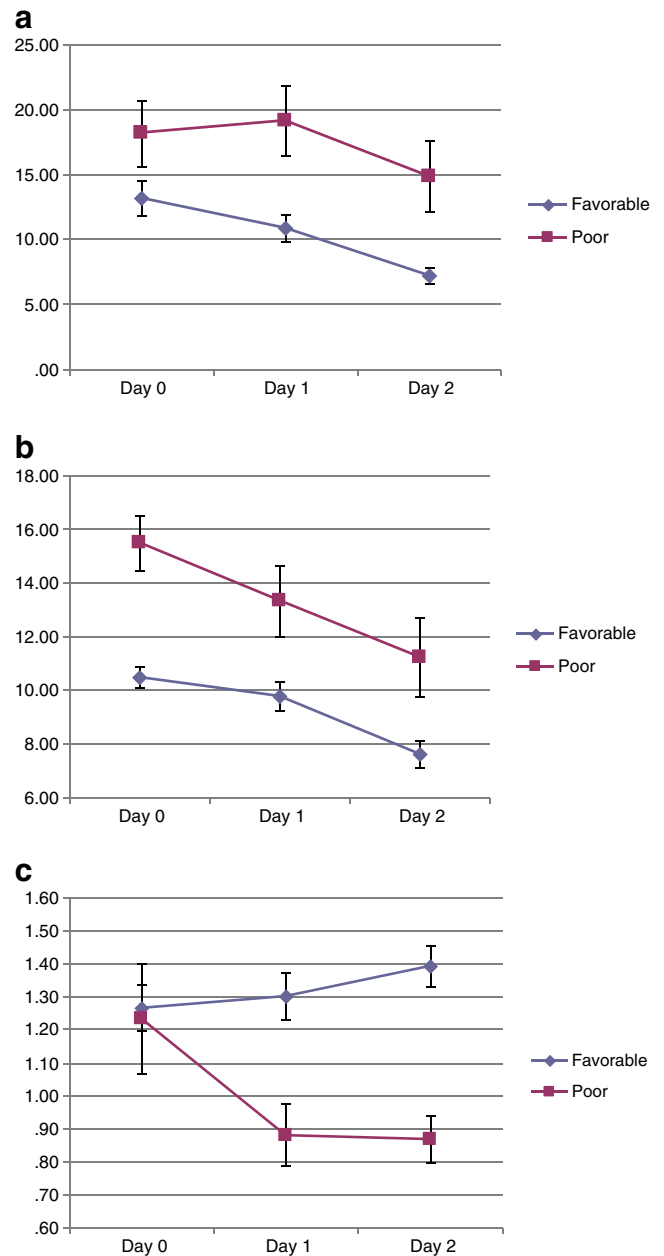 a
25.00
20.00
15.00
10.00
5.00
.00
Day 0 Day 1 Day 2
Favorable
Poor
b
18.00
16.00
14.00
12.00
10.00
8.00
6.00
Day 0 Day 1 Day 2
Favorable
Poor
c
1.60
1.50
1.40
1.30
1.20
1.10
1.00
.90
.80
.70
.60
Day 0 Day 1 Day 2
Favorable
Poor